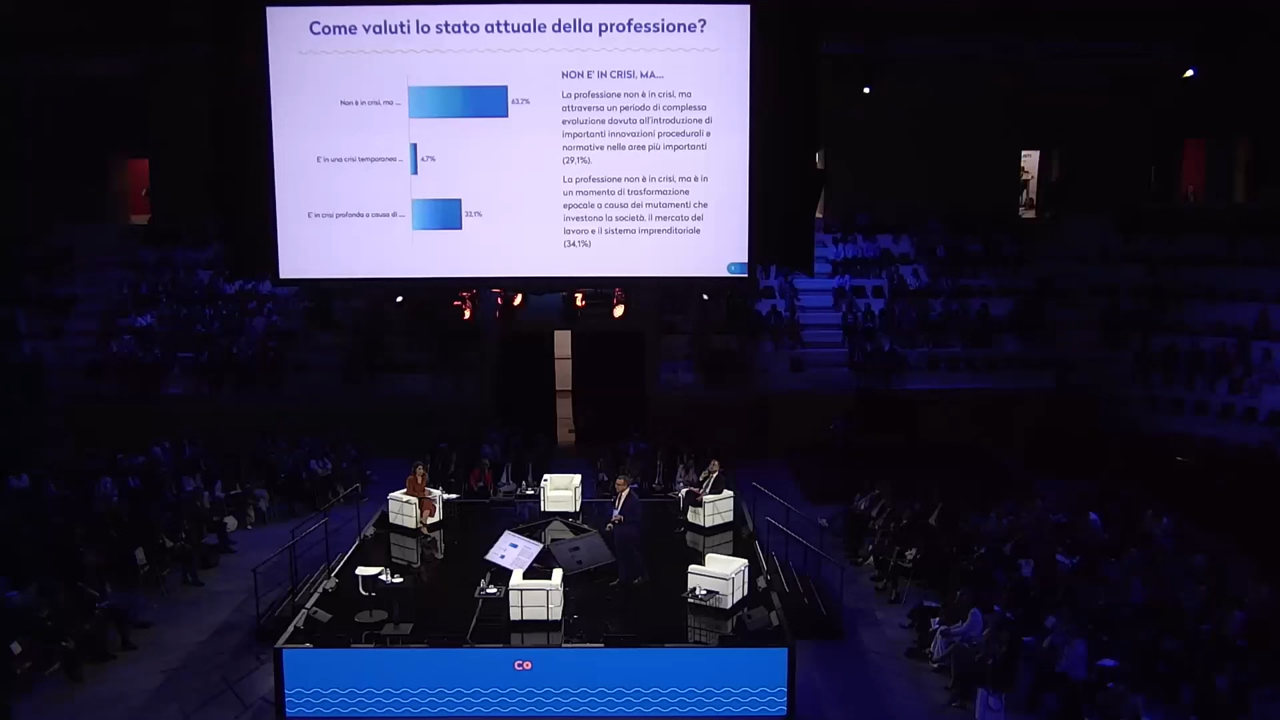 Come valuti lo stato attuale della professione?
Non è in crisi, ma ...
63,2%
E' in una crisi temporanea ...
4,7%
E' in crisi profonda a causa di ...
32,1%
NON E' IN CRISI, MA...
La professione non è in crisi, ma
attraversa un periodo di complessa
evoluzione dovuta all'introduzione di
importanti innovazioni procedurali e
normative nelle aree più importanti
(29,1%).
La professione non è in crisi, ma è in
un momento di trasformazione
epocale a causa dei mutamenti che
investono la società, il mercato del
lavoro e il sistema imprenditoriale
(34,1%)
CO